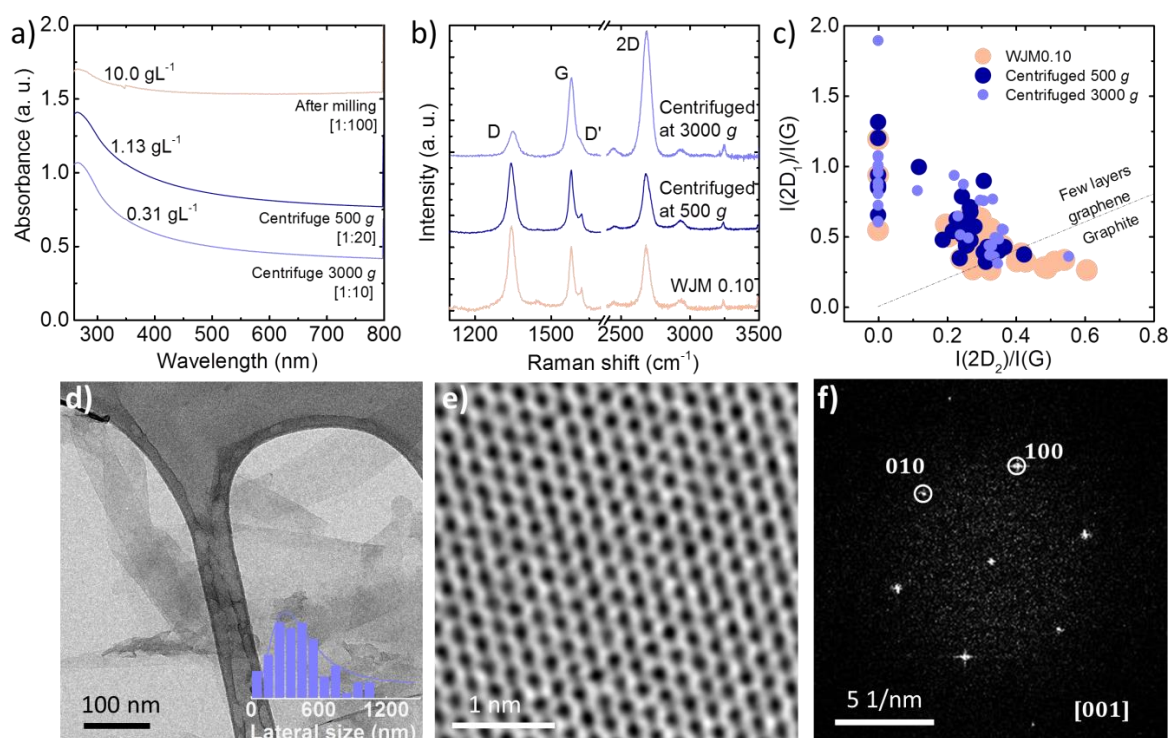 a)
2.0
1.5
1.0
0.5
0.0
Absorbance (a. u.)
10.0 gL⁻¹
After milling
[1:100]
1.13 gL⁻¹
Centrifuge 500 g
[1:20]
0.31 gL⁻¹
Centrifuge 3000 g
[1:10]
300 400 500 600 700 800
Wavelength (nm)
b)
Intensity (a. u.)
2D
G
D
D'
Centrifuged
at 3000 g
Centrifuged
at 500 g
WJM 0.10
1200 1500 1800 2500 3000 3500
Raman shift (cm⁻¹)
c)
2.0
1.5
1.0
0.5
0.0
I(2D₁)/I(G)
WJM0.10
Centrifuged 500 g
Centrifuged 3000 g
Few layers
graphene
Graphite
0.0 0.2 0.4 0.6 0.8
I(2D₂)/I(G)
d)
100 nm
0 600 1200
Lateral size (nm)
e)
1 nm
f)
100
010
5 1/nm
[001]